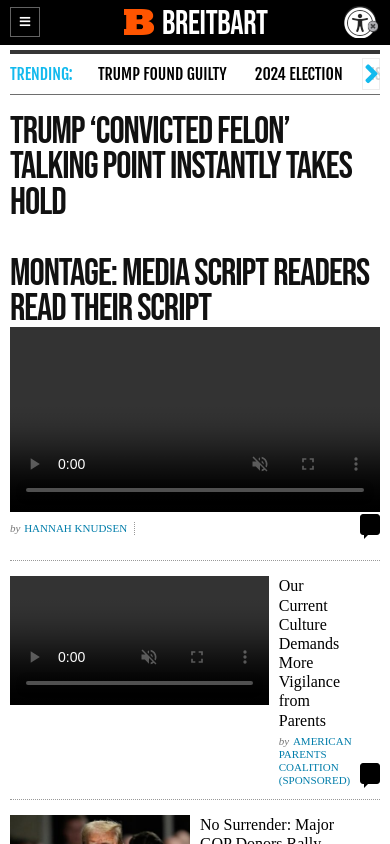 B BREITBART
TRENDING:
TRUMP FOUND GUILTY
2024 ELECTION
TRUMP ‘CONVICTED FELON’
TALKING POINT INSTANTLY TAKES
HOLD
MONTAGE: MEDIA SCRIPT READERS
READ THEIR SCRIPT
0:00
by HANNAH KNUDSEN
0:00
Our
Current
Culture
Demands
More
Vigilance
from
Parents
by AMERICAN
PARENTS
COALITION
(SPONSORED)
No Surrender: Major
GOP Donors Rally